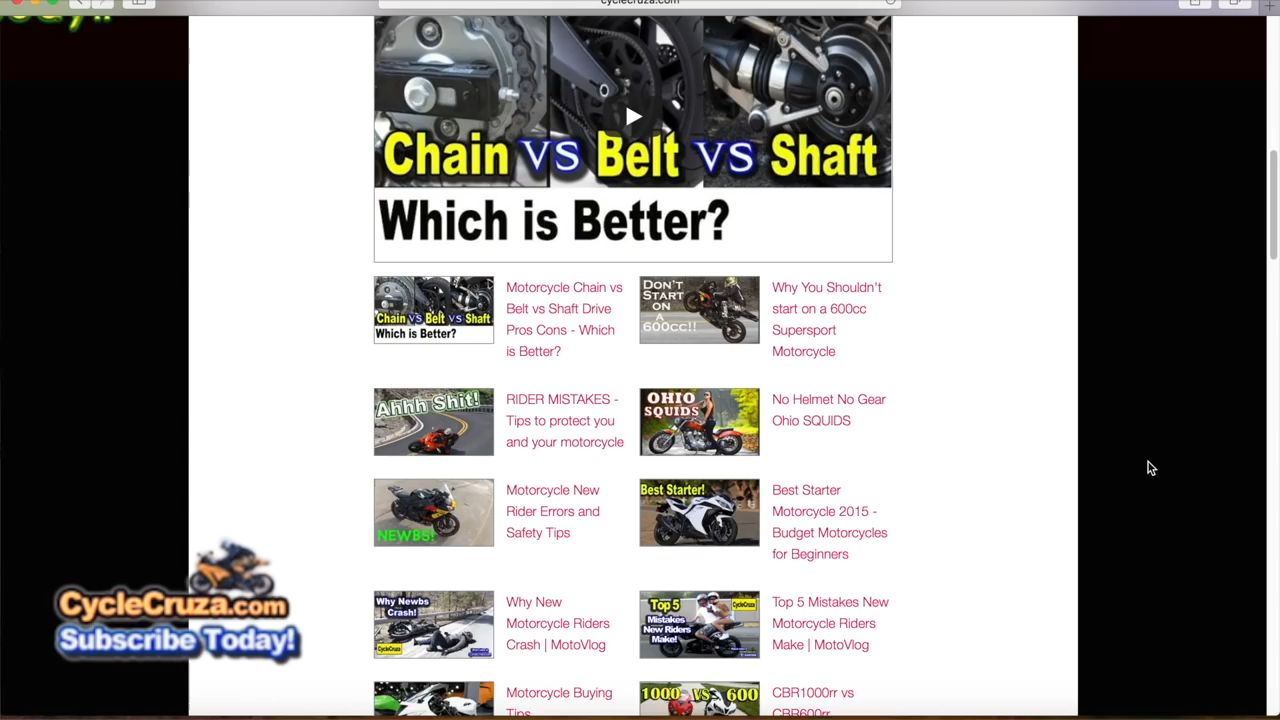 cyclecruza.com
Chain vs Belt vs Shaft
Which is Better?
Chain vs Belt vs Shaft
Which is Better?
Motorcycle Chain vs
Belt vs Shaft Drive
Pros Cons - Which
is Better?
DON'T
START
ON
A
600CC!!
Why You Shouldn't
start on a 600cc
Supersport
Motorcycle
Ahhh Shit!
RIDER MISTAKES -
Tips to protect you
and your motorcycle
OHIO
SQUIDS
No Helmet No Gear
Ohio SQUIDS
NEWBS!
Motorcycle New
Rider Errors and
Safety Tips
Best Starter!
Best Starter
Motorcycle 2015 -
Budget Motorcycles
for Beginners
Why Newbs
Crash!
CycleCruza
Why New
Motorcycle Riders
Crash | MotoVlog
Top 5
Mistakes
New Riders
Make!
CycleCruza
Top 5 Mistakes New
Motorcycle Riders
Make | MotoVlog
Motorcycle Buying
Tips
1000 VS 600
CBR1000rr vs
CBR600rr
CycleCruza.com
Subscribe Today!